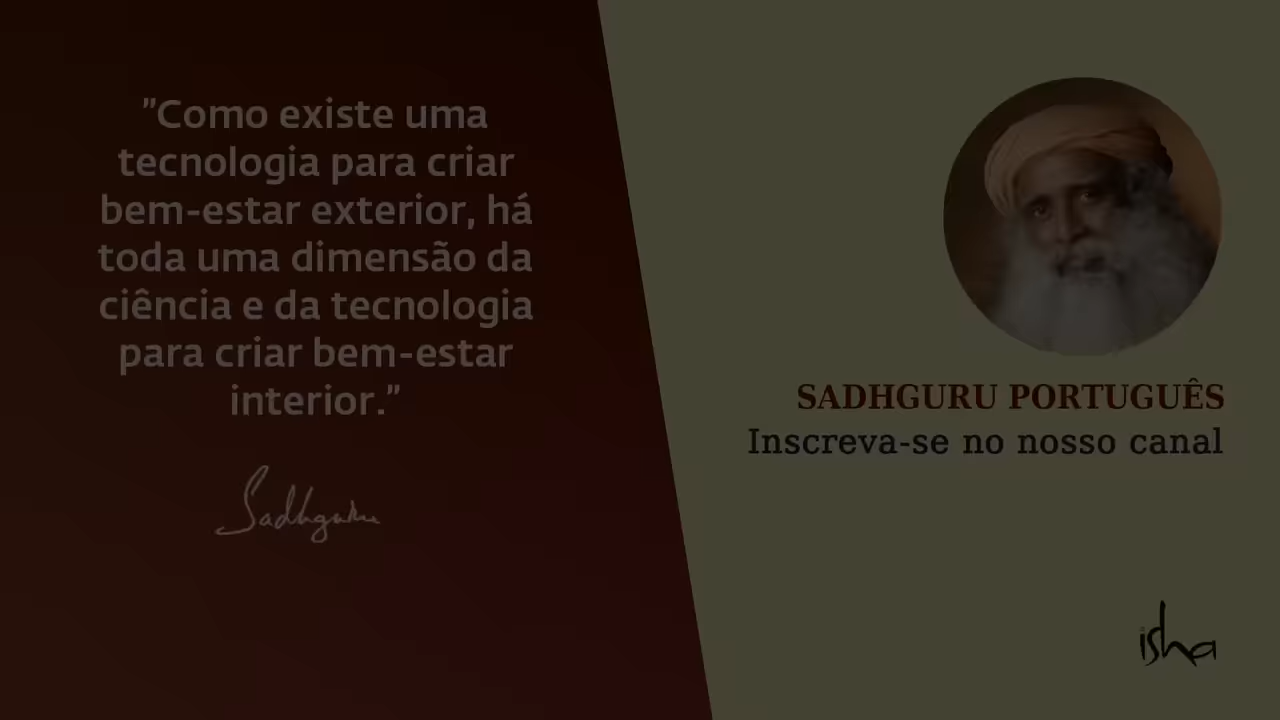 "Como existe uma
tecnologia para criar
bem-estar exterior, há
toda uma dimensão da
ciência e da tecnologia
para criar bem-estar
interior."
Sadhguru
SADHGURU PORTUGUÊS
Inscreva-se no nosso canal
isha